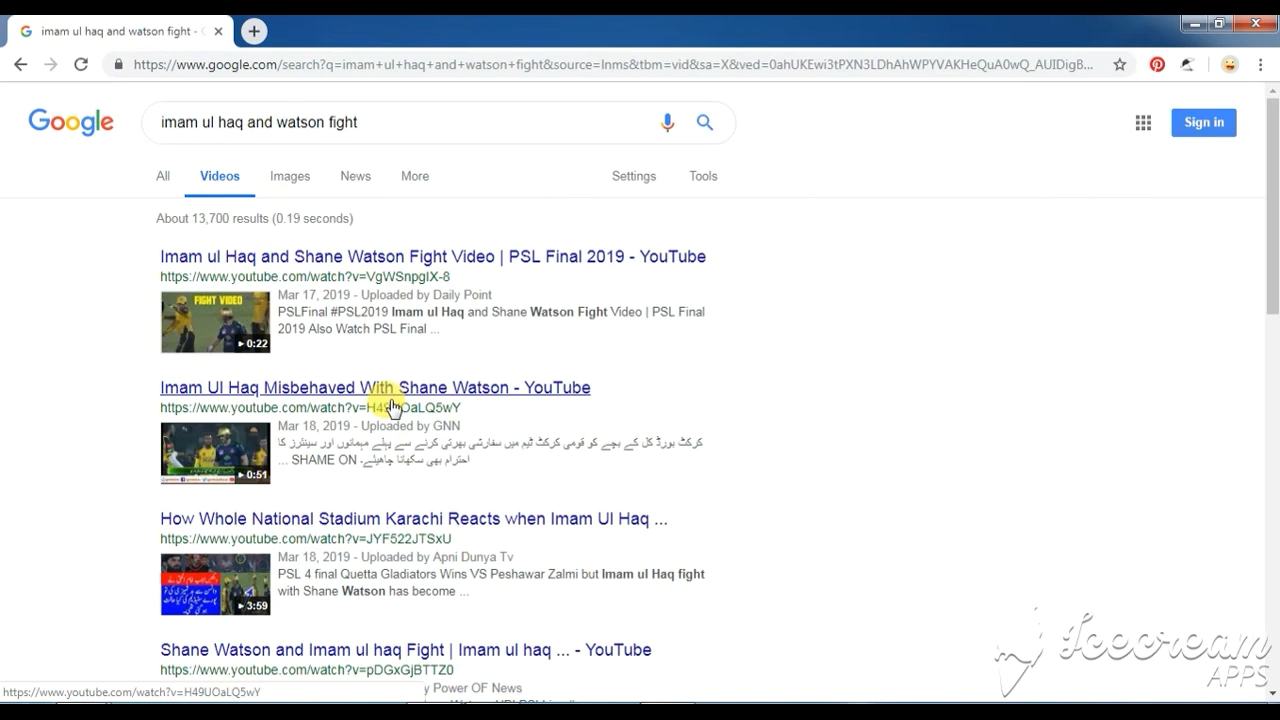 imam ul haq and watson fight - 
https://www.google.com/search?q=imam+ul+haq+and+watson+fight&source=lnms&tbm=vid&sa=X&ved=0ahUKEwi3tPXN3LDhAhWPYVAKHeQuA0wQ_AUIDigB...
Google
imam ul haq and watson fight
Sign in
All Videos Images News More Settings Tools
About 13,700 results (0.19 seconds)
Imam ul Haq and Shane Watson Fight Video | PSL Final 2019 - YouTube
https://www.youtube.com/watch?v=VgWSnpgIX-8
FIGHT VIDEO
0:22
Mar 17, 2019 - Uploaded by Daily Point
PSLFinal #PSL2019 Imam ul Haq and Shane Watson Fight Video | PSL Final
2019 Also Watch PSL Final ...
Imam Ul Haq Misbehaved With Shane Watson - YouTube
https://www.youtube.com/watch?v=H49UOaLQ5wY
0:51
Mar 18, 2019 - Uploaded by GNN
کرکٹ بورڈ کل کے بچے کو قومی کرکٹ ٹیم میں سفارشی بھرتی کرنے سے پہلے مہمانوں اور سینئرز کا
احترام بھی سکھانا چاھیئے۔ SHAME ON ...
How Whole National Stadium Karachi Reacts when Imam Ul Haq ...
https://www.youtube.com/watch?v=JYF522JTSxU
3:59
Mar 18, 2019 - Uploaded by Apni Dunya Tv
PSL 4 final Quetta Gladiators Wins VS Peshawar Zalmi but Imam ul Haq fight
with Shane Watson has become ...
Shane Watson and Imam ul haq Fight | Imam ul haq ... - YouTube
https://www.youtube.com/watch?v=pDGxGjBTTZ0
y Power OF News
https://www.youtube.com/watch?v=H49UOaLQ5wY
Icecream
APPS